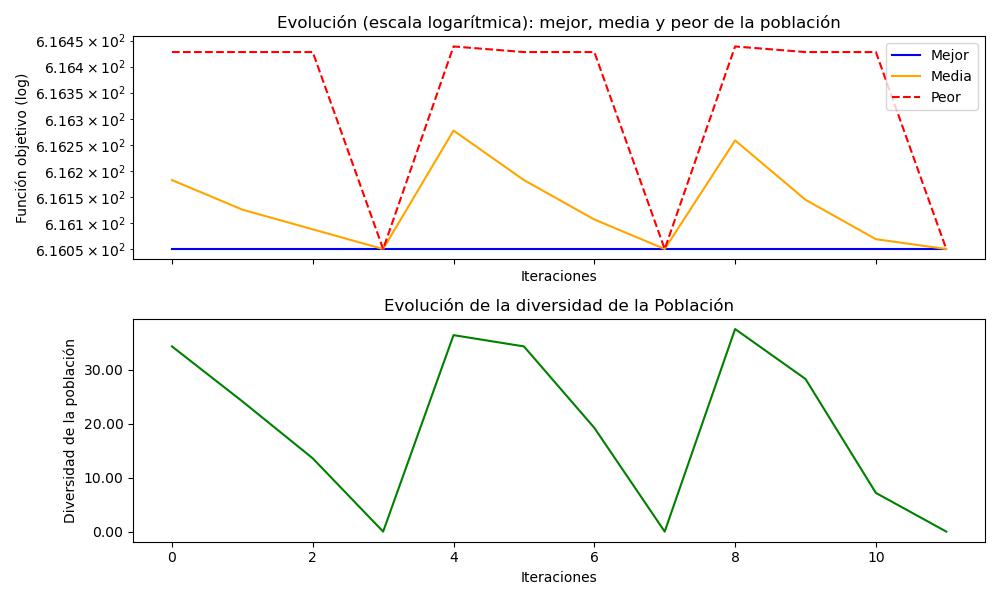 Evolución (escala logarítmica): mejor, media y peor de la población
6.1645 × 10²
6.164 × 10²
6.1635 × 10²
6.163 × 10²
6.1625 × 10²
6.162 × 10²
6.1615 × 10²
6.161 × 10²
6.1605 × 10²
Función objetivo (log)
Mejor
Media
Peor
Iteraciones
Evolución de la diversidad de la Población
30.00
20.00
10.00
0.00
Diversidad de la población
0 2 4 6 8 10
Iteraciones